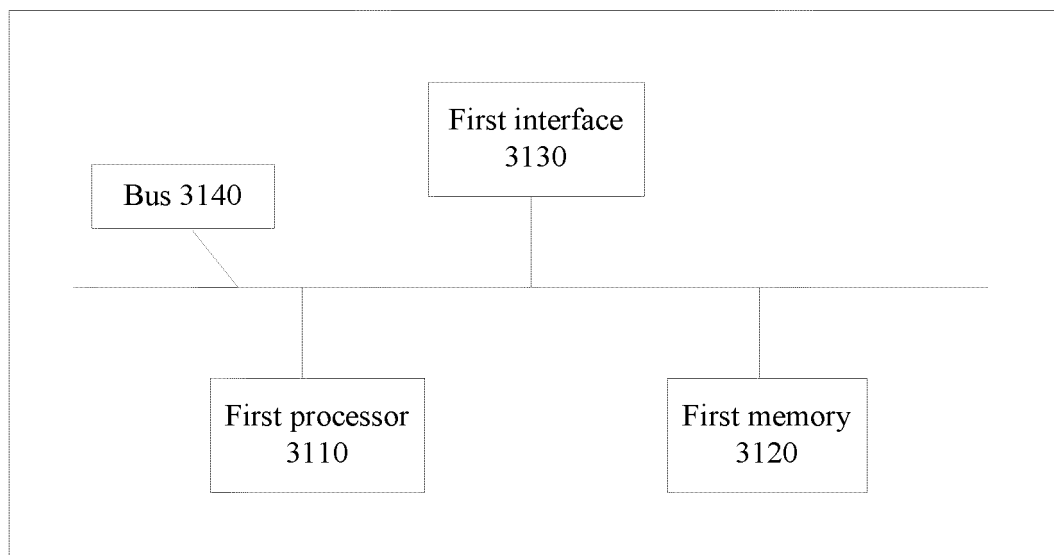 First interface
3130
Bus 3140
First processor
3110
First memory
3120